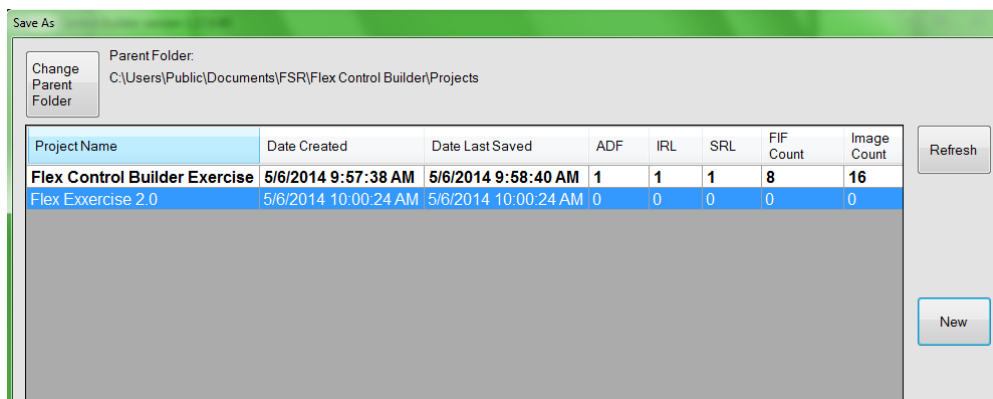 Save As
Change
Parent
Folder
Parent Folder:
C:\Users\Public\Documents\FSR\Flex Control Builder\Projects
Project Name Date Created Date Last Saved ADF IRL SRL FIF Count Image Count
Refresh
Flex Control Builder Exercise 5/6/2014 9:57:38 AM 5/6/2014 9:58:40 AM 1 1 1 8 16
Flex Exxercise 2.0 5/6/2014 10:00:24 AM 5/6/2014 10:00:24 AM 0 0 0 0 0
New